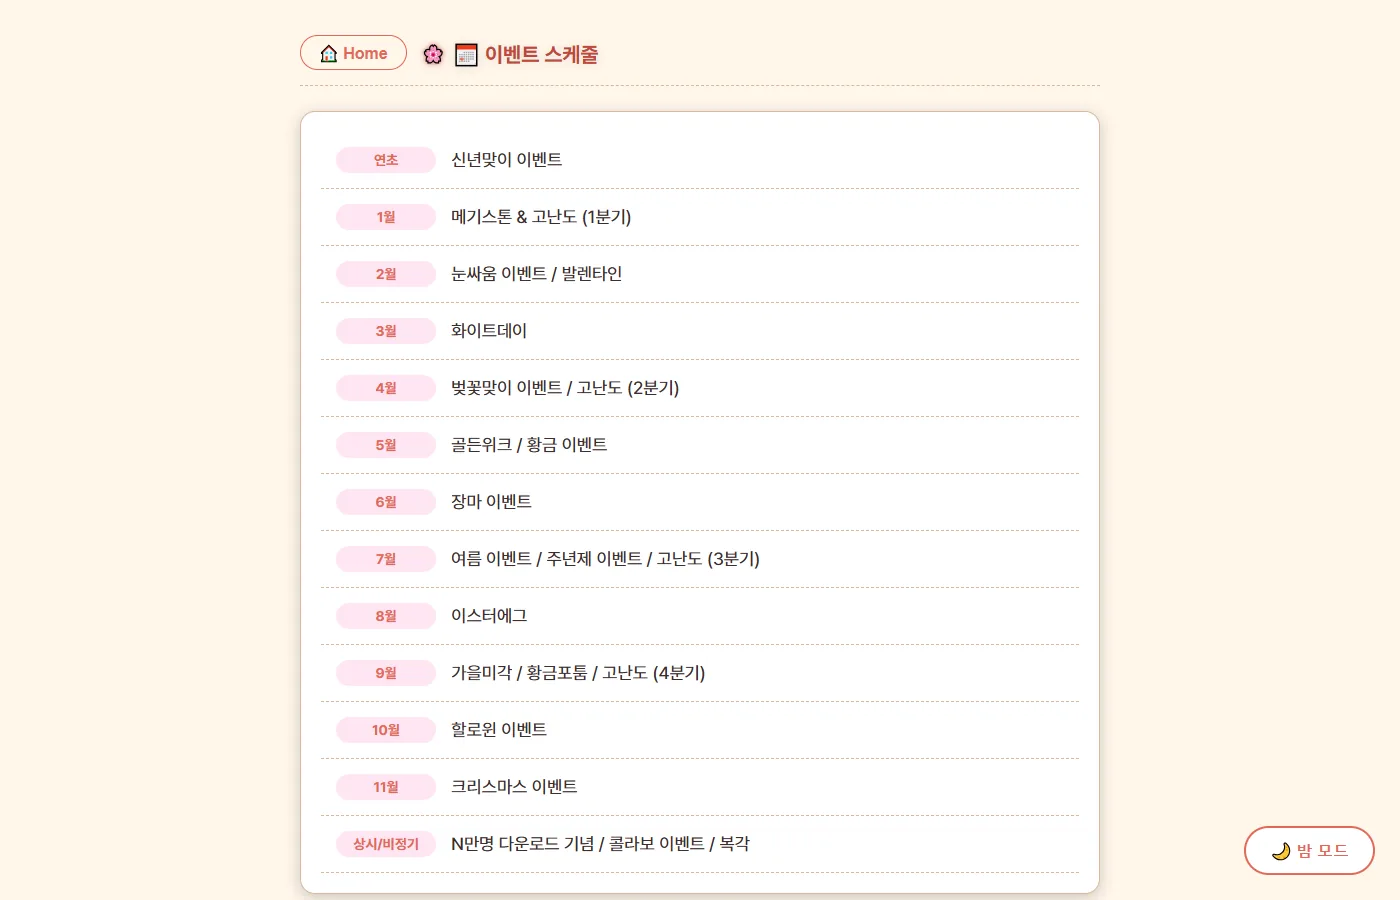 Home 이벤트 스케줄
연초 신년맞이 이벤트
1월 메기스톤 & 고난도 (1분기)
2월 눈싸움 이벤트 / 발렌타인
3월 화이트데이
4월 벚꽃맞이 이벤트 / 고난도 (2분기)
5월 골든위크 / 황금 이벤트
6월 장마 이벤트
7월 여름 이벤트 / 주년제 이벤트 / 고난도 (3분기)
8월 이스터에그
9월 가을미각 / 황금포툼 / 고난도 (4분기)
10월 할로윈 이벤트
11월 크리스마스 이벤트
상시/비정기 N만명 다운로드 기념 / 콜라보 이벤트 / 복각
밤 모드